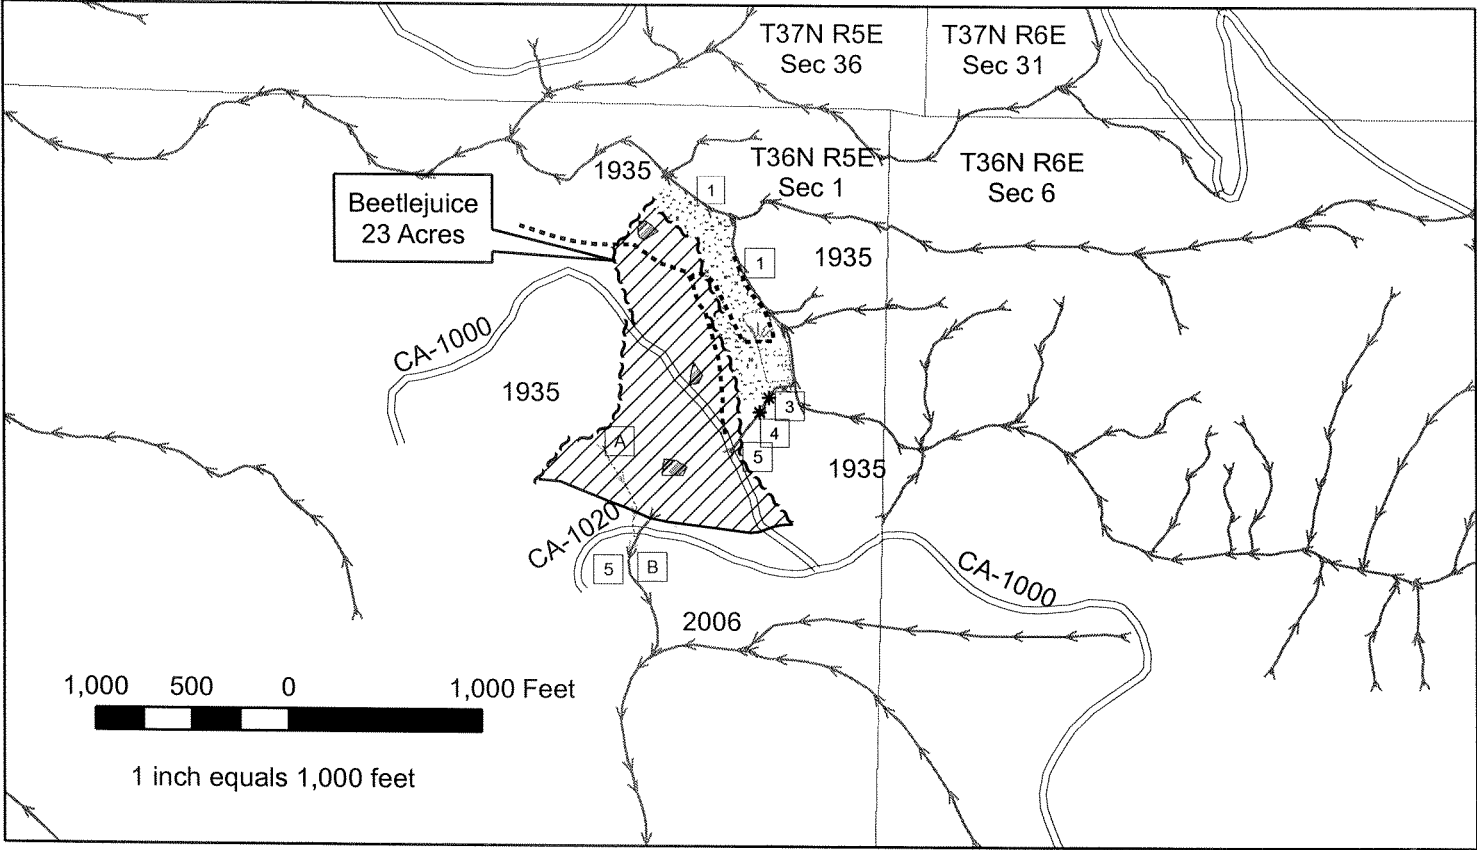 T37N R5E
Sec 36
T37N R6E
Sec 31
1935
T36N R5E
Sec 1
T36N R6E
Sec 6
1
Beetlejuice
23 Acres
1
1935
CA-1000
1935
3
4
A
5
1935
CA-1020
5
B
CA-1000
2006
1,000 500 0 1,000 Feet
1 inch equals 1,000 feet